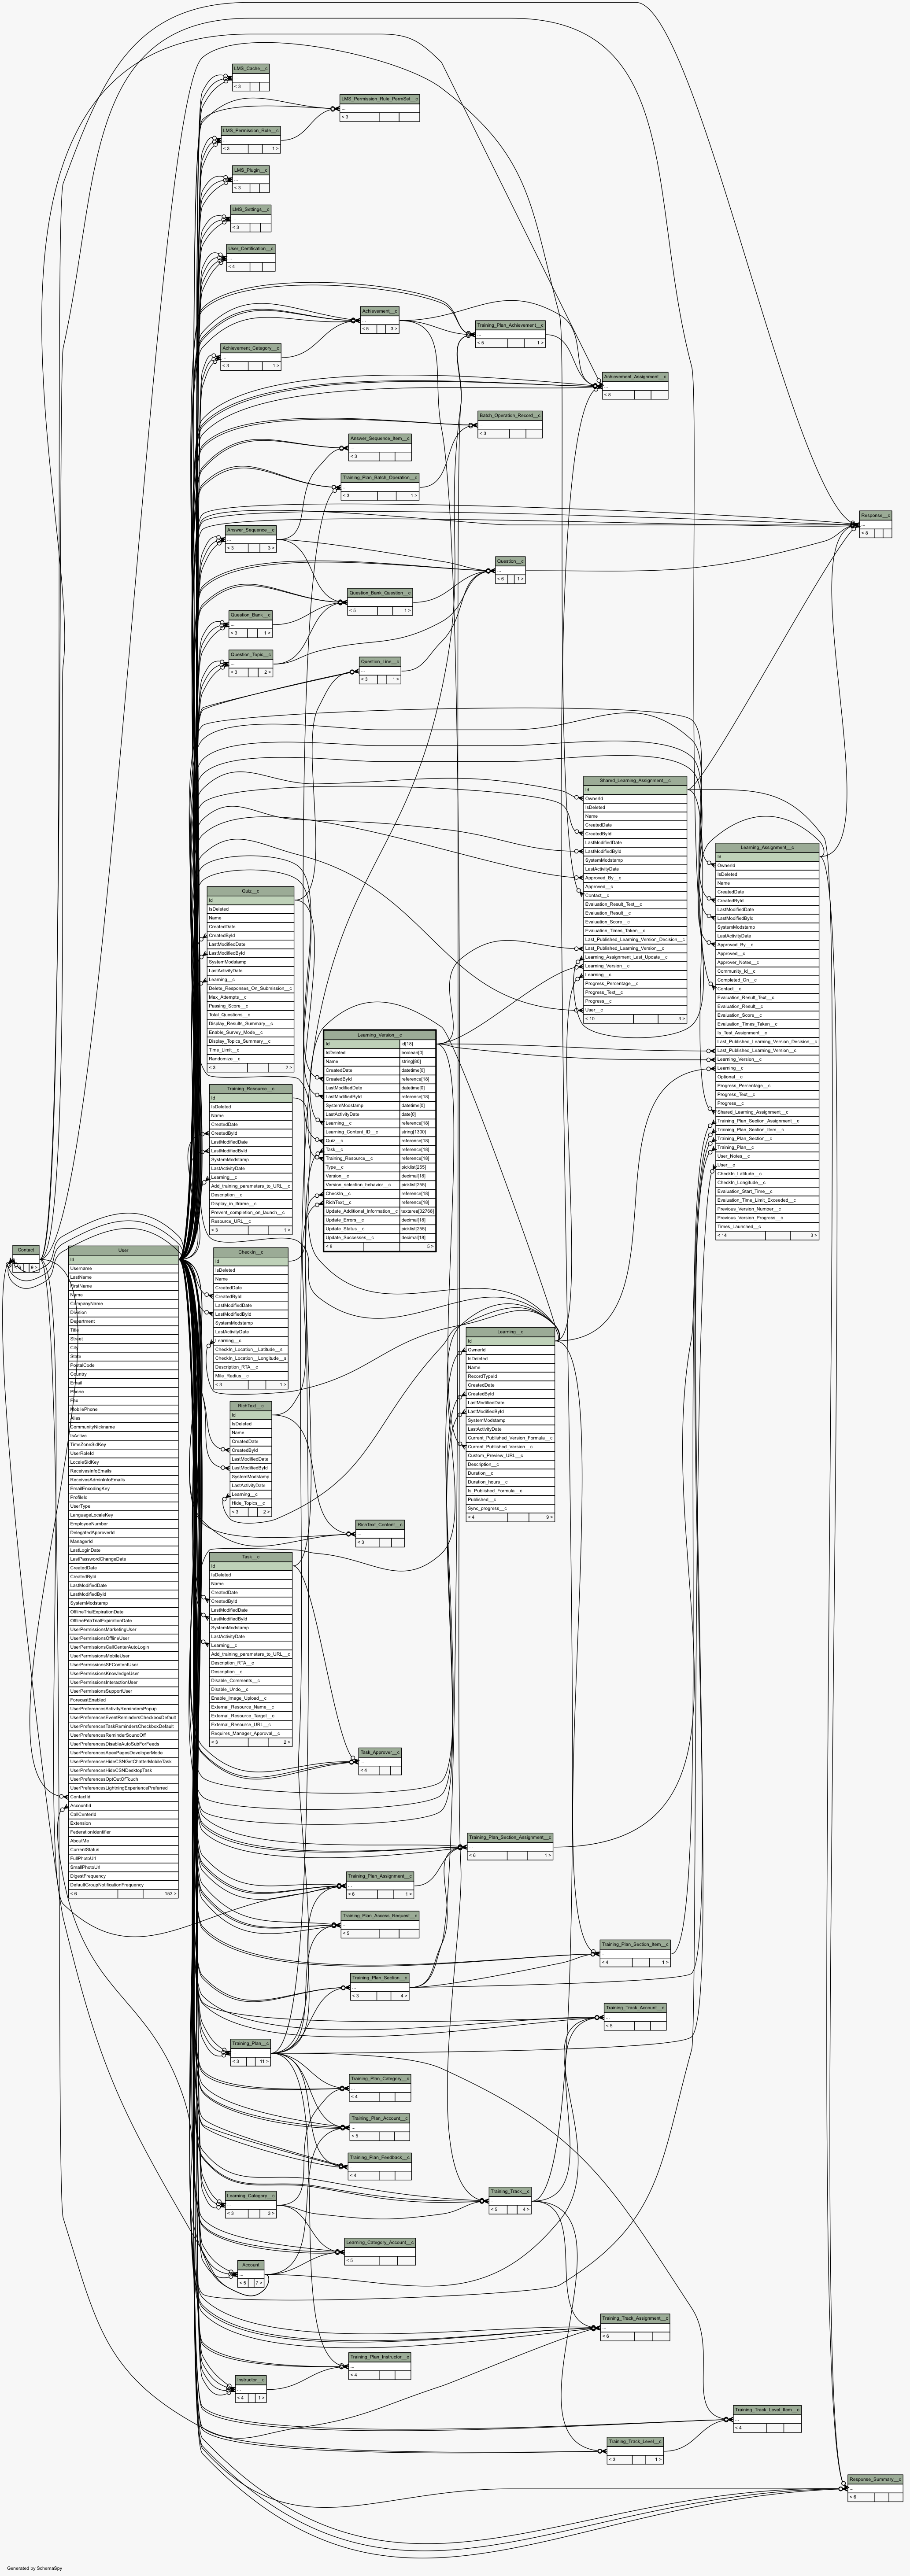 LMS_Cache__c
...
< 3
LMS_Permission_Rule_PermSet__c
...
< 3
LMS_Permission_Rule__c
...
< 3 1 >
LMS_Plugin__c
...
< 3
LMS_Settings__c
...
< 3
User_Certification__c
...
< 4
Achievement__c
...
< 5 3 >
Training_Plan_Achievement__c
...
< 5 1 >
Achievement_Category__c
...
< 3 1 >
Achievement_Assignment__c
...
< 8
Batch_Operation_Record__c
...
< 3
Answer_Sequence_Item__c
...
< 3
Training_Plan_Batch_Operation__c
...
< 3 1 >
Response__c
...
Answer_Sequence__c
...
< 3 3 >
Question__c
...
< 6 1 >
Question_Bank_Question__c
...
< 5 1 >
Question_Bank__c
...
< 3 1 >
Question_Topic__c
...
< 3 2 >
Question_Line__c
...
< 3 1 >
Shared_Learning_Assignment__c
Id
OwnerId
IsDeleted
Name
CreatedDate
CreatedById
LastModifiedDate
LastModifiedById
SystemModstamp
LastActivityDate
Approved_By__c
Approved__c
Contact__c
Evaluation_Result_Text__c
Evaluation_Result__c
Evaluation_Score__c
Evaluation_Times_Taken__c
Last_Published_Learning_Version_Decision__c
Last_Published_Learning_Version__c
Learning_Assignment_Last_Update__c
Learning_Version__c
Learning__c
Progress_Percentage__c
Progress_Text__c
Progress__c
User__c
< 10 3 >
Learning_Assignment__c
Id
OwnerId
IsDeleted
Name
CreatedDate
CreatedById
LastModifiedDate
LastModifiedById
SystemModstamp
LastActivityDate
Approved_By__c
Approved__c
Approver_Notes__c
Community_Id__c
Completed_On__c
Contact__c
Evaluation_Result_Text__c
Evaluation_Result__c
Evaluation_Score__c
Evaluation_Times_Taken__c
Is_Test_Assignment__c
Last_Published_Learning_Version_Decision__c
Last_Published_Learning_Version__c
Learning_Version__c
Learning__c
Optional__c
Progress_Percentage__c
Progress_Text__c
Progress__c
Shared_Learning_Assignment__c
Training_Plan_Section_Assignment__c
Training_Plan_Section_Item__c
Training_Plan_Section__c
Training_Plan__c
User_Notes__c
User__c
CheckIn_Latitude__c
CheckIn_Longitude__c
Evaluation_Start_Time__c
Evaluation_Time_Limit_Exceeded__c
Previous_Version_Number__c
Previous_Version_Progress__c
Times_Launched__c
< 14 3 >
Quiz__c
Id
IsDeleted
Name
CreatedDate
CreatedById
LastModifiedDate
LastModifiedById
SystemModstamp
LastActivityDate
Learning__c
Delete_Responses_On_Submission__c
Max_Attempts__c
Passing_Score__c
Total_Questions__c
Display_Results_Summary__c
Enable_Survey_Mode__c
Display_Topics_Summary__c
Time_Limit__c
Randomize__c
< 3 2 >
Learning_Version__c
Id id[18]
IsDeleted boolean[0]
Name string[80]
CreatedDate datetime[0]
CreatedById reference[18]
LastModifiedDate datetime[0]
LastModifiedById reference[18]
SystemModstamp datetime[0]
LastActivityDate date[0]
Learning__c reference[18]
Learning_Content_ID__c string[1300]
Quiz__c reference[18]
Task__c reference[18]
Training_Resource__c reference[18]
Type__c picklist[255]
Version__c decimal[18]
Version_selection_behavior__c picklist[255]
CheckIn__c reference[18]
RichText__c reference[18]
Update_Additional_Information__c textarea[32768]
Update_Errors__c decimal[18]
Update_Status__c picklist[255]
Update_Successes__c decimal[18]
< 8 5 >
Training_Resource__c
Id
IsDeleted
Name
CreatedDate
CreatedById
LastModifiedDate
LastModifiedById
SystemModstamp
LastActivityDate
Learning__c
Add_training_parameters_to_URL__c
Description__c
Display_in_iframe__c
Prevent_completion_on_launch__c
Resource_URL__c
< 3 1 >
Contact
9 >
User
Id
Username
LastName
FirstName
Name
CompanyName
Division
Department
Title
Street
City
State
PostalCode
Country
Email
Phone
Fax
MobilePhone
Alias
CommunityNickname
IsActive
TimeZoneSidKey
UserRoleId
LocaleSidKey
ReceivesInfoEmails
ReceivesAdminInfoEmails
EmailEncodingKey
ProfileId
UserType
LanguageLocaleKey
EmployeeNumber
DelegatedApproverId
ManagerId
LastLoginDate
LastPasswordChangeDate
CreatedDate
CreatedById
LastModifiedDate
LastModifiedById
SystemModstamp
OfflineTrialExpirationDate
OfflinePdaTrialExpirationDate
UserPermissionsMarketingUser
UserPermissionsOfflineUser
UserPermissionsCallCenterAutoLogin
UserPermissionsMobileUser
UserPermissionsSFContentUser
UserPermissionsKnowledgeUser
UserPermissionsInteractionUser
UserPermissionsSupportUser
ForecastEnabled
UserPreferencesActivityRemindersPopup
UserPreferencesEventRemindersCheckboxDefault
UserPreferencesTaskRemindersCheckboxDefault
UserPreferencesReminderSoundOff
UserPreferencesDisableAutoSubForFeeds
UserPreferencesApexPagesDeveloperMode
UserPreferencesHideCSNGetChatterMobileTask
UserPreferencesHideCSNDesktopTask
UserPreferencesOptOutOfTouch
UserPreferencesLightningExperiencePreferred
ContactId
AccountId
CallCenterId
Extension
FederationIdentifier
AboutMe
CurrentStatus
FullPhotoUrl
SmallPhotoUrl
DigestFrequency
DefaultGroupNotificationFrequency
< 6 153 >
CheckIn__c
Id
IsDeleted
Name
CreatedDate
CreatedById
LastModifiedDate
LastModifiedById
SystemModstamp
LastActivityDate
Learning__c
CheckIn_Location__Latitude__s
CheckIn_Location__Longitude__s
Description_RTA__c
Mile_Radius__c
< 3 1 >
Learning__c
Id
OwnerId
IsDeleted
Name
RecordTypeId
CreatedDate
CreatedById
LastModifiedDate
LastModifiedById
SystemModstamp
LastActivityDate
Current_Published_Version_Formula__c
Current_Published_Version__c
Custom_Preview_URL__c
Description__c
Duration__c
Duration_hours__c
Is_Published_Formula__c
Published__c
Sync_progress__c
< 4 9 >
RichText__c
Id
IsDeleted
Name
CreatedDate
CreatedById
LastModifiedDate
LastModifiedById
SystemModstamp
LastActivityDate
Learning__c
Hide_Topics__c
< 3 2 >
RichText_Content__c
...
< 3
Task__c
Id
IsDeleted
Name
CreatedDate
CreatedById
LastModifiedDate
LastModifiedById
SystemModstamp
LastActivityDate
Learning__c
Add_training_parameters_to_URL__c
Description_RTA__c
Description__c
Disable_Comments__c
Disable_Undo__c
Enable_Image_Upload__c
External_Resource_Name__c
External_Resource_Target__c
External_Resource_URL__c
Requires_Manager_Approval__c
< 3 2 >
Task_Approver__c
...
< 4
Training_Plan_Section_Assignment__c
...
< 6 1 >
Training_Plan_Assignment__c
...
< 6 1 >
Training_Plan_Access_Request__c
...
< 5
Training_Plan_Section_Item__c
...
< 4 1 >
Training_Plan_Section__c
...
< 3 4 >
Training_Track_Account__c
...
< 5
Training_Plan__c
...
< 3 11 >
Training_Plan_Category__c
...
< 4
Training_Plan_Account__c
...
< 5
Training_Plan_Feedback__c
...
< 4
Training_Track__c
...
< 5 4 >
Learning_Category__c
...
< 3 3 >
Learning_Category_Account__c
...
< 5
Account
...
< 5 7 >
Training_Track_Assignment__c
...
< 6
Training_Plan_Instructor__c
...
< 4
Instructor__c
...
< 4 1 >
Training_Track_Level_Item__c
...
< 4
Training_Track_Level__c
...
< 3 1 >
Response_Summary__c
...
< 6
Generated by SchemaSpy